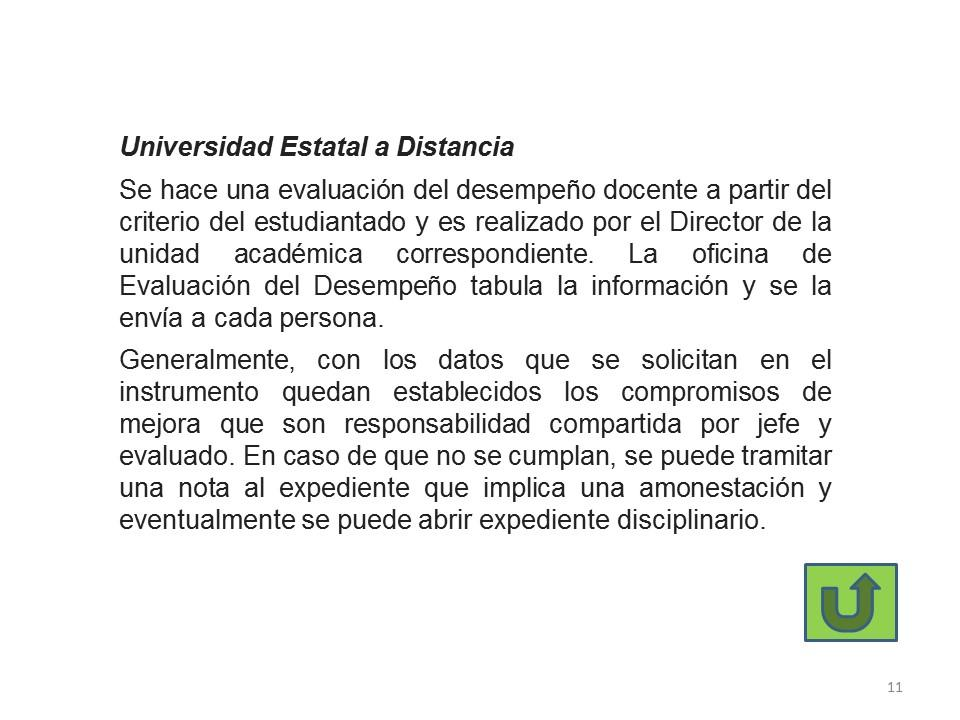 Universidad Estatal a Distancia
Se hace una evaluación del desempeño docente a partir del
criterio del estudiantado y es realizado por el Director de la
unidad académica correspondiente. La oficina de
Evaluación del Desempeño tabula la información y se la
envía a cada persona.
Generalmente, con los datos que se solicitan en el
instrumento quedan establecidos los compromisos de
mejora que son responsabilidad compartida por jefe y
evaluado. En caso de que no se cumplan, se puede tramitar
una nota al expediente que implica una amonestación y
eventualmente se puede abrir expediente disciplinario.
11